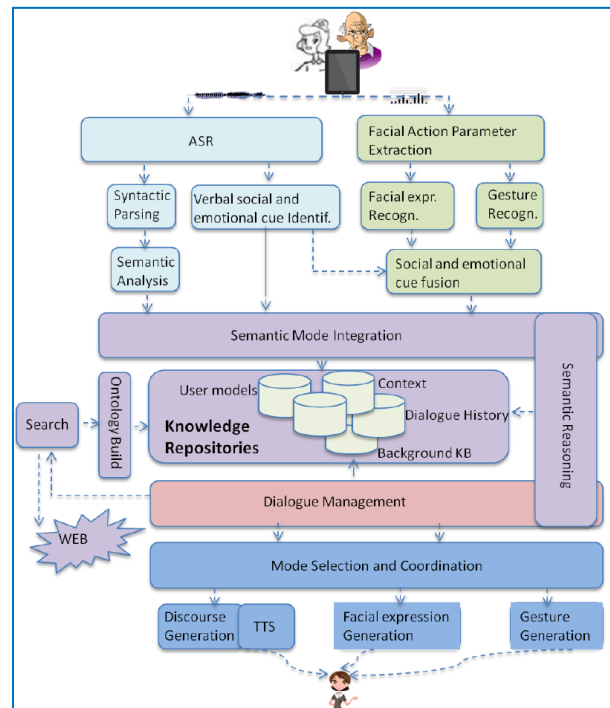 ASR
Facial Action Parameter
Extraction
Syntactic
Parsing
Verbal social and
emotional cue Identif.
Facial expr.
Recogn.
Gesture
Recogn.
Semantic
Analysis
Social and emotional
cue fusion
Semantic Mode Integration
Semantic Reasoning
Ontology Build
User models
Context
Dialogue History
Knowledge
Repositories
Background KB
Search
WEB
Dialogue Management
Mode Selection and Coordination
Discourse
Generation
TTS
Facial expression
Generation
Gesture
Generation